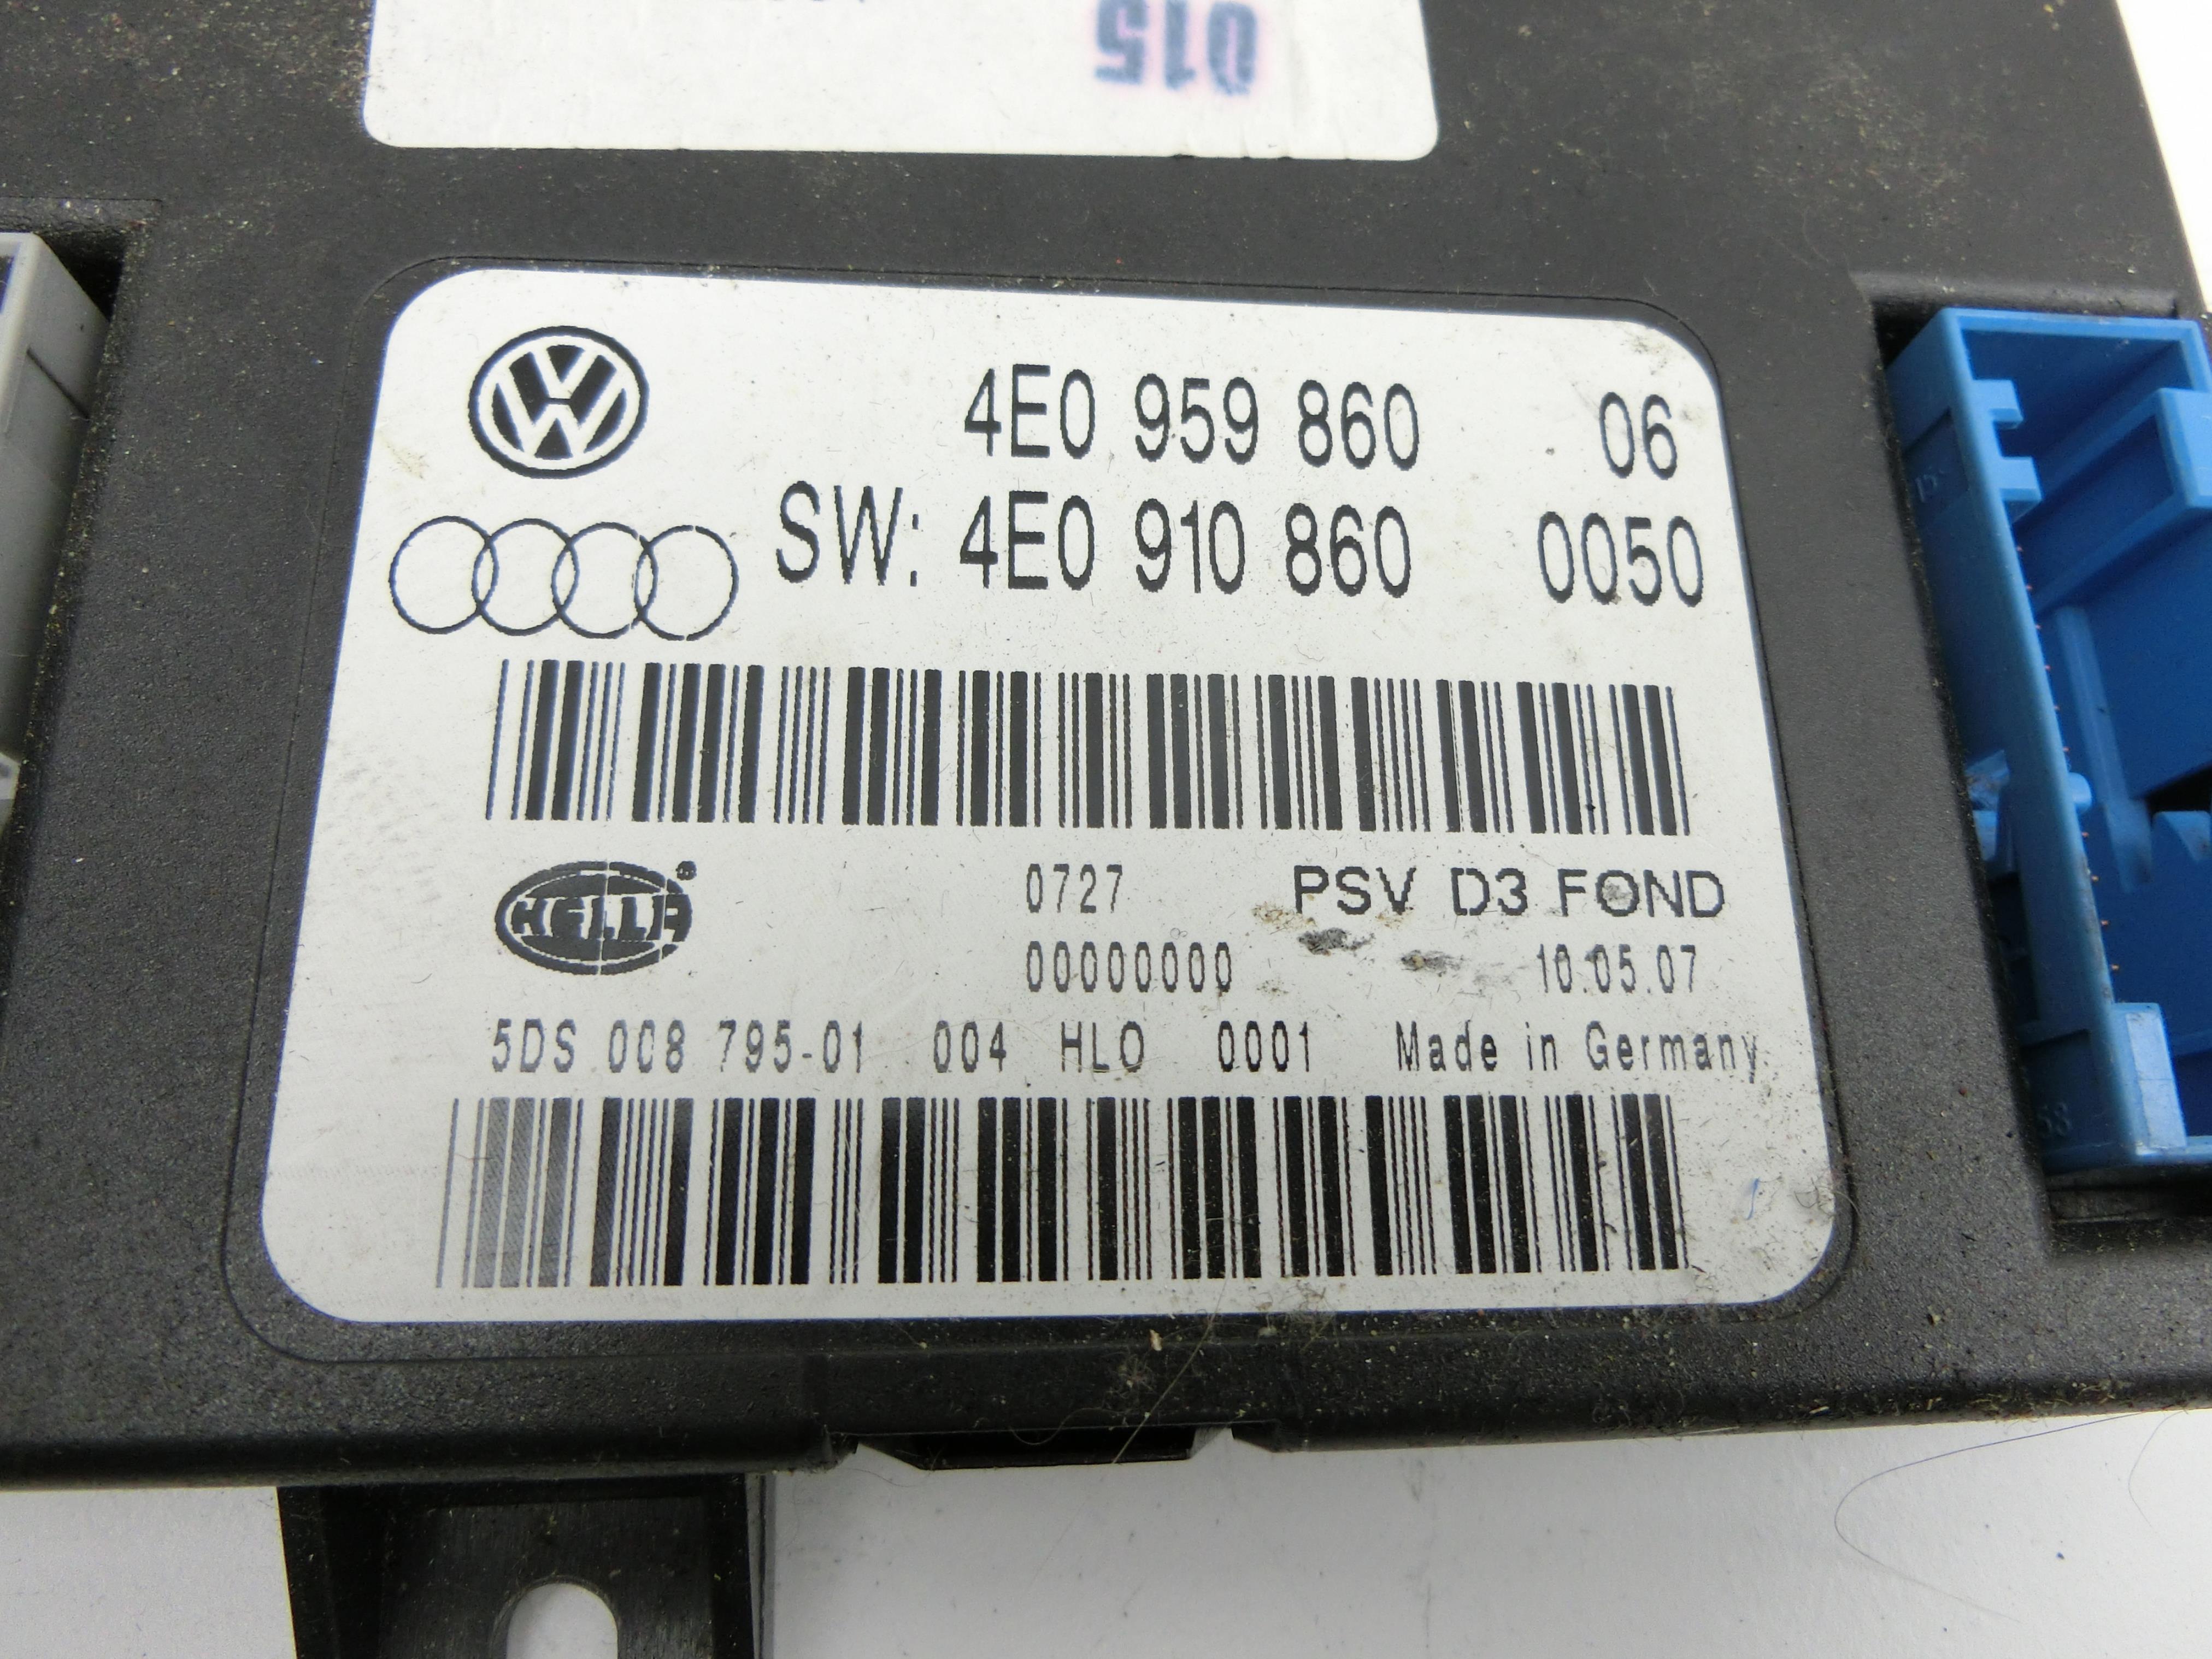 015
4E0 959 860 06
SW: 4E0 910 860 0050
HELLA
0727 PSV D3 FOND
00000000 10.05.07
5DS 008 795-01 004 HLO 0001 Made in Germany